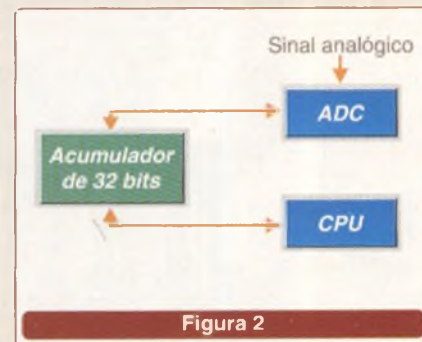 Sinal analógico
ADC
Acumulador
de 32 bits
CPU
Figura 2